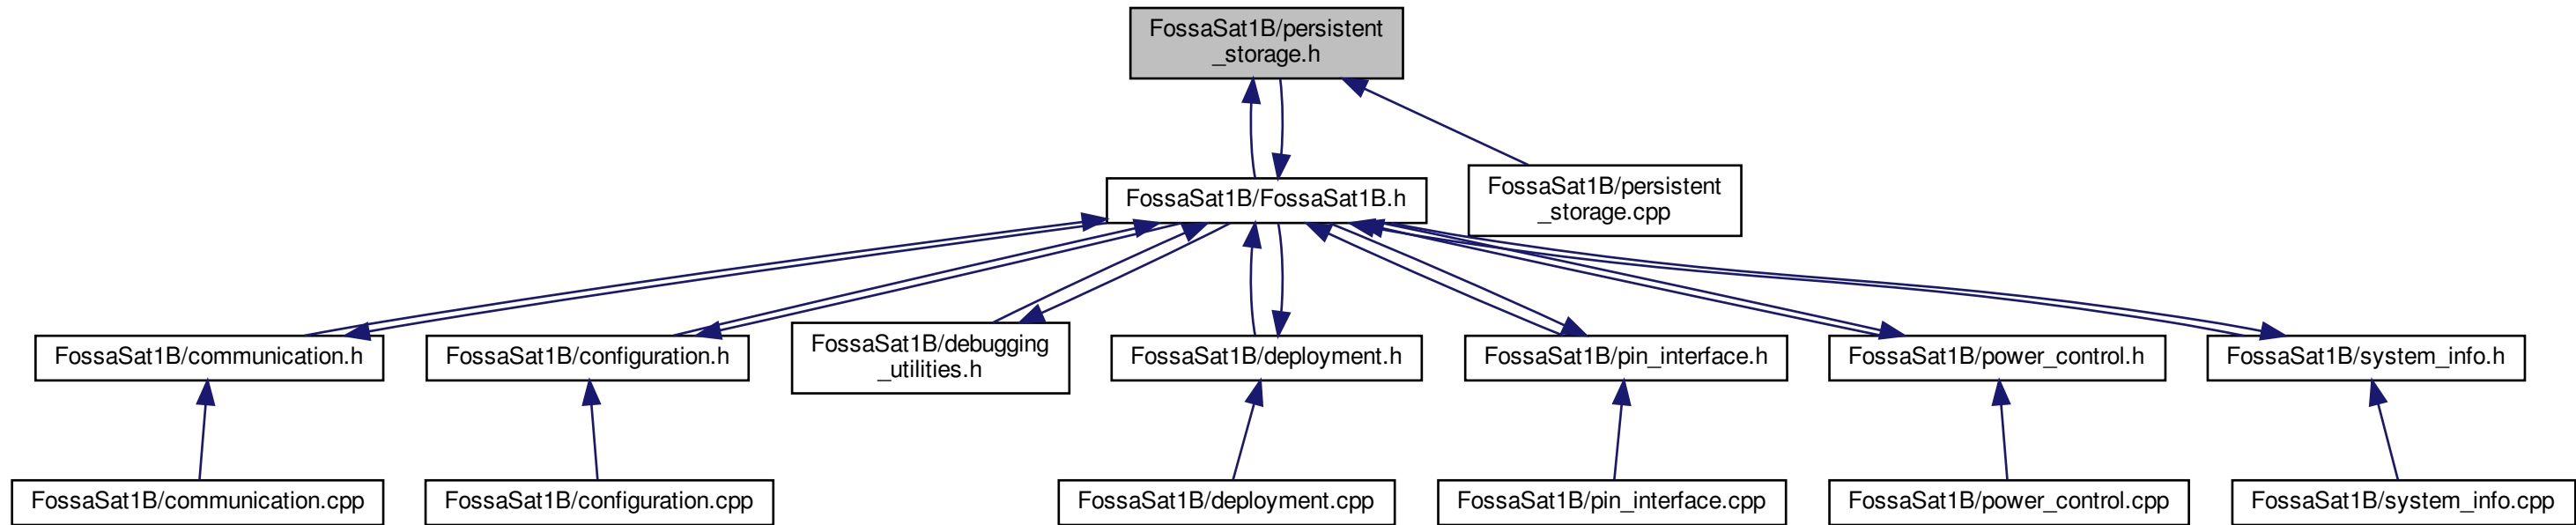 FossaSat1B/persistent
_storage.h
FossaSat1B/FossaSat1B.h
FossaSat1B/persistent
_storage.cpp
FossaSat1B/communication.h
FossaSat1B/configuration.h
FossaSat1B/debugging
_utilities.h
FossaSat1B/deployment.h
FossaSat1B/pin_interface.h
FossaSat1B/power_control.h
FossaSat1B/system_info.h
FossaSat1B/communication.cpp
FossaSat1B/configuration.cpp
FossaSat1B/deployment.cpp
FossaSat1B/pin_interface.cpp
FossaSat1B/power_control.cpp
FossaSat1B/system_info.cpp